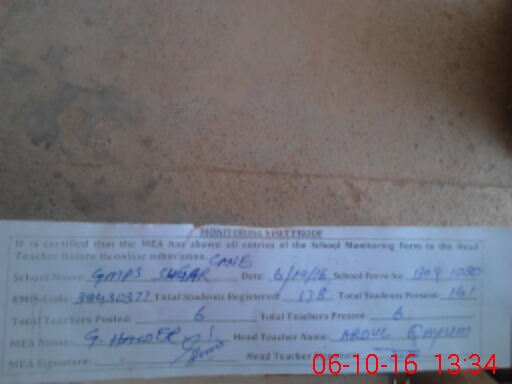 MONITORING VISIT PROOF
It is certified that the MEA has shown all entries of the School Monitoring Form to the Head
Teacher before its online submission.
CANE
School Name: GMPS SUGAR Date 6/10/16 School Form No
EMIS Code Total Students Registered 178 Total Students Present: 161
Total Teachers Posted: 6 Total Teachers Present: 6
MEA Name: G. HAIDER Head Teacher Name: ABDUL QAYUM
MEA Signature: Head Teacher
06-10-16 13:34